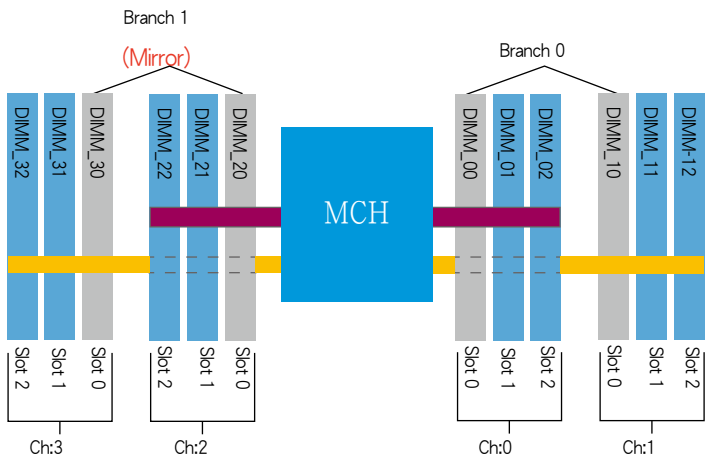 Branch 1
(Mirror)
Branch 0
DIMM_32
DIMM_31
DIMM_30
DIMM_22
DIMM_21
DIMM_20
MCH
DIMM_00
DIMM_01
DIMM_02
DIMM_10
DIMM_11
DIMM-12
Slot 2
Slot 1
Slot 0
Slot 2
Slot 1
Slot 0
Slot 0
Slot 1
Slot 2
Slot 0
Slot 1
Slot 2
Ch:3
Ch:2
Ch:0
Ch:1